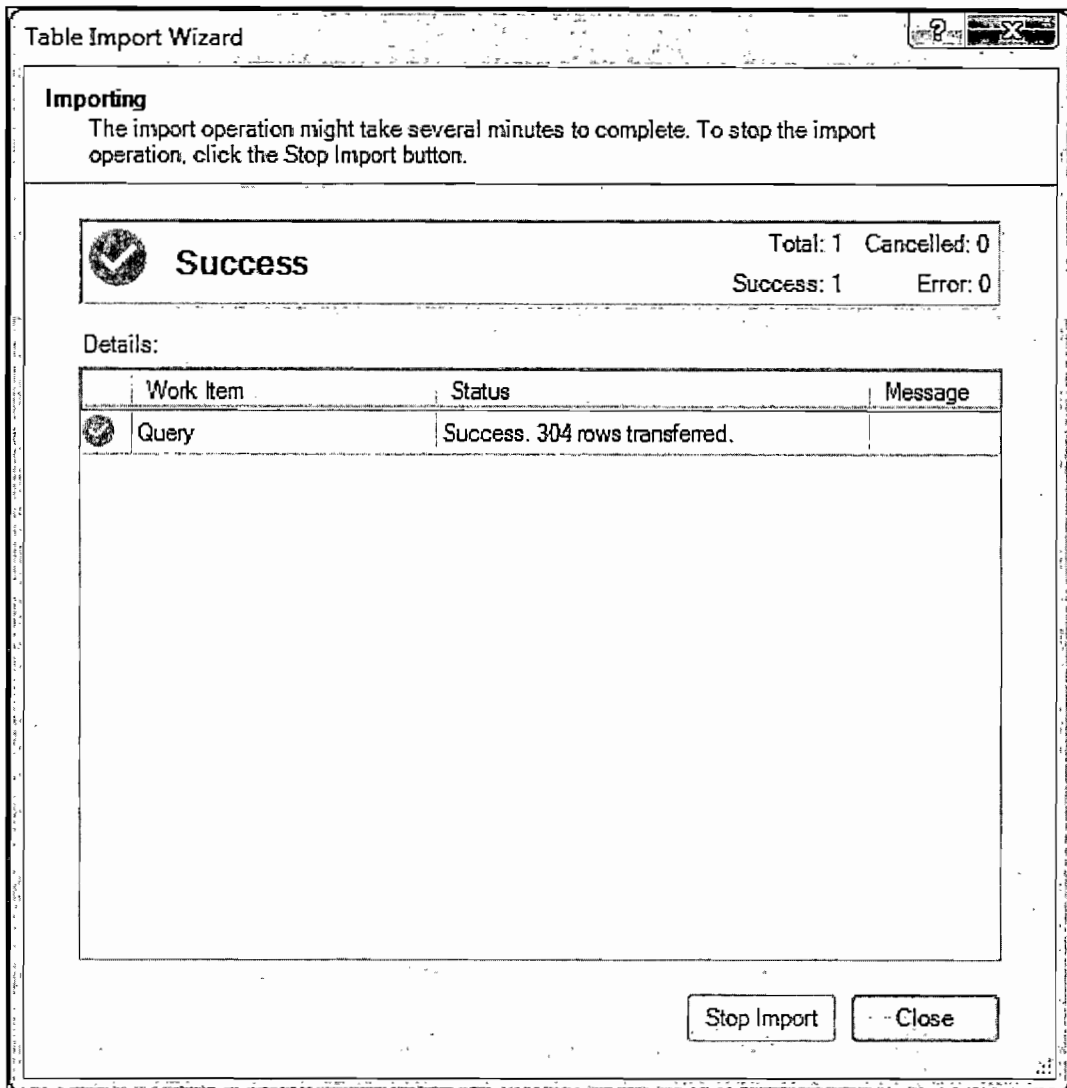 Table Import Wizard
?
X
Importing
The import operation might take several minutes to complete. To stop the import
operation, click the Stop Import button.
Success
Total: 1 Cancelled: 0
Success: 1 Error: 0
Details:
Work Item Status Message
Query Success. 304 rows transferred.
Stop Import Close